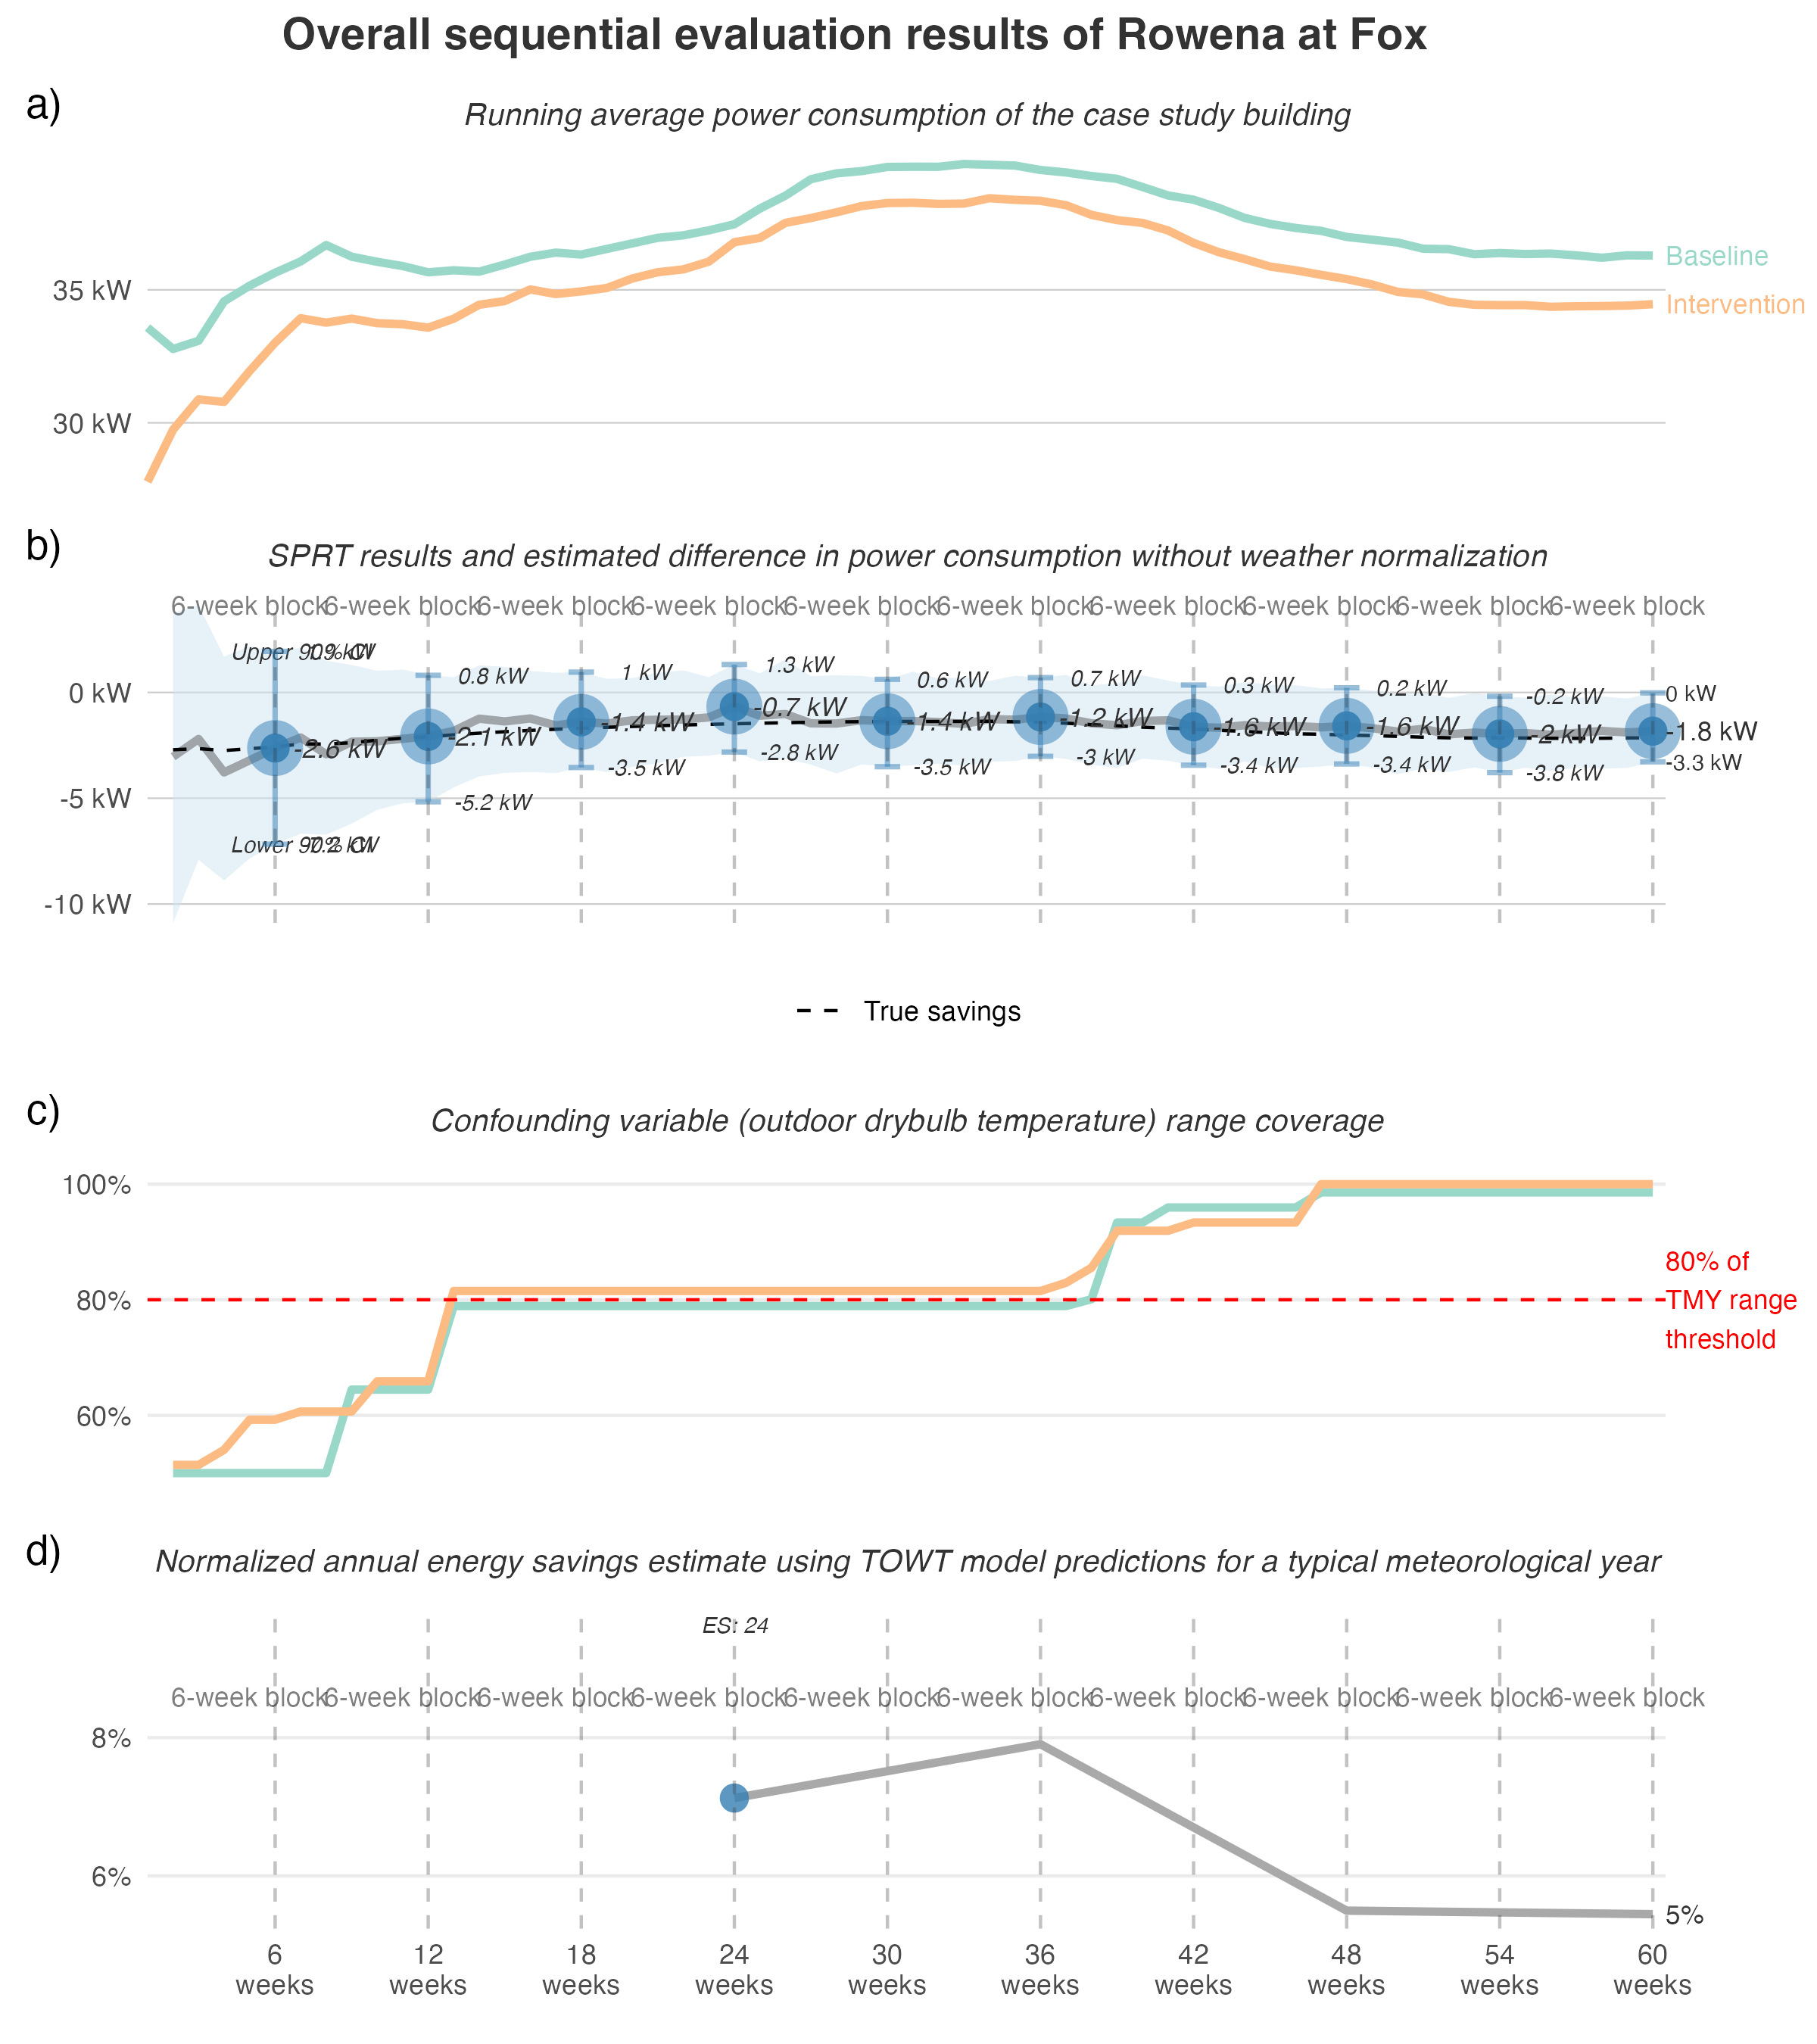 Overall sequential evaluation results of Rowena at Fox
a)
Running average power consumption of the case study building
35 kW
30 kW
Baseline
Intervention
b)
SPRT results and estimated difference in power consumption without weather normalization
6-week block 6-week block 6-week block 6-week block 6-week block 6-week block 6-week block 6-week block 6-week block 6-week block
Upper 90% CI 1.9 kW
0.8 kW 1 kW 1.3 kW 0.6 kW 0.7 kW 0.3 kW 0.2 kW -0.2 kW 0 kW
0 kW
-2.6 kW -2.1 kW -1.4 kW -0.7 kW -1.4 kW -1.2 kW -1.6 kW -1.6 kW -2 kW -1.8 kW
-5.2 kW -3.5 kW -2.8 kW -3.5 kW -3 kW -3.4 kW -3.4 kW -3.8 kW -3.3 kW
-5 kW
Lower 90% CI -7.2 kW
-10 kW
True savings
c)
Confounding variable (outdoor drybulb temperature) range coverage
100%
80%
60%
80% of
TMY range
threshold
d)
Normalized annual energy savings estimate using TOWT model predictions for a typical meteorological year
ES: 24
6-week block 6-week block 6-week block 6-week block 6-week block 6-week block 6-week block 6-week block 6-week block 6-week block
8%
6%
5%
6 12 18 24 30 36 42 48 54 60
weeks weeks weeks weeks weeks weeks weeks weeks weeks weeks